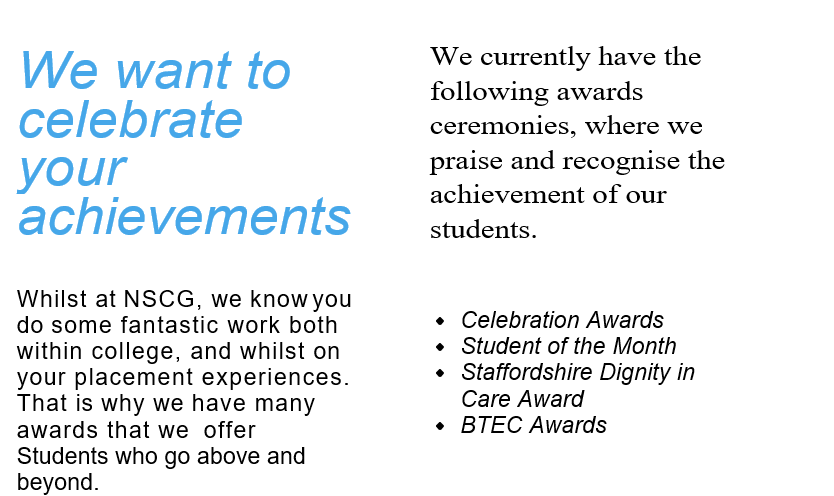 We want to
celebrate
your
achievements
Whilst at NSCG, we know you
do some fantastic work both
within college, and whilst on
your placement experiences.
That is why we have many
awards that we offer
Students who go above and
beyond.
We currently have the
following awards
ceremonies, where we
praise and recognise the
achievement of our
students.
• Celebration Awards
• Student of the Month
• Staffordshire Dignity in
Care Award
• BTEC Awards